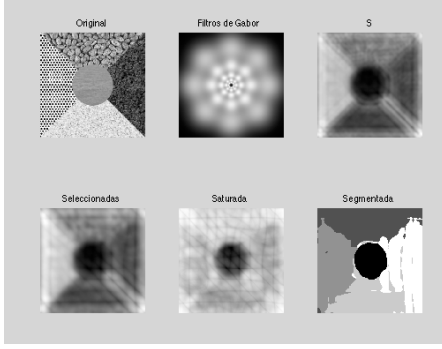 Original
Filtros de Gabor
S
Seleccionadas
Saturada
Segmentada